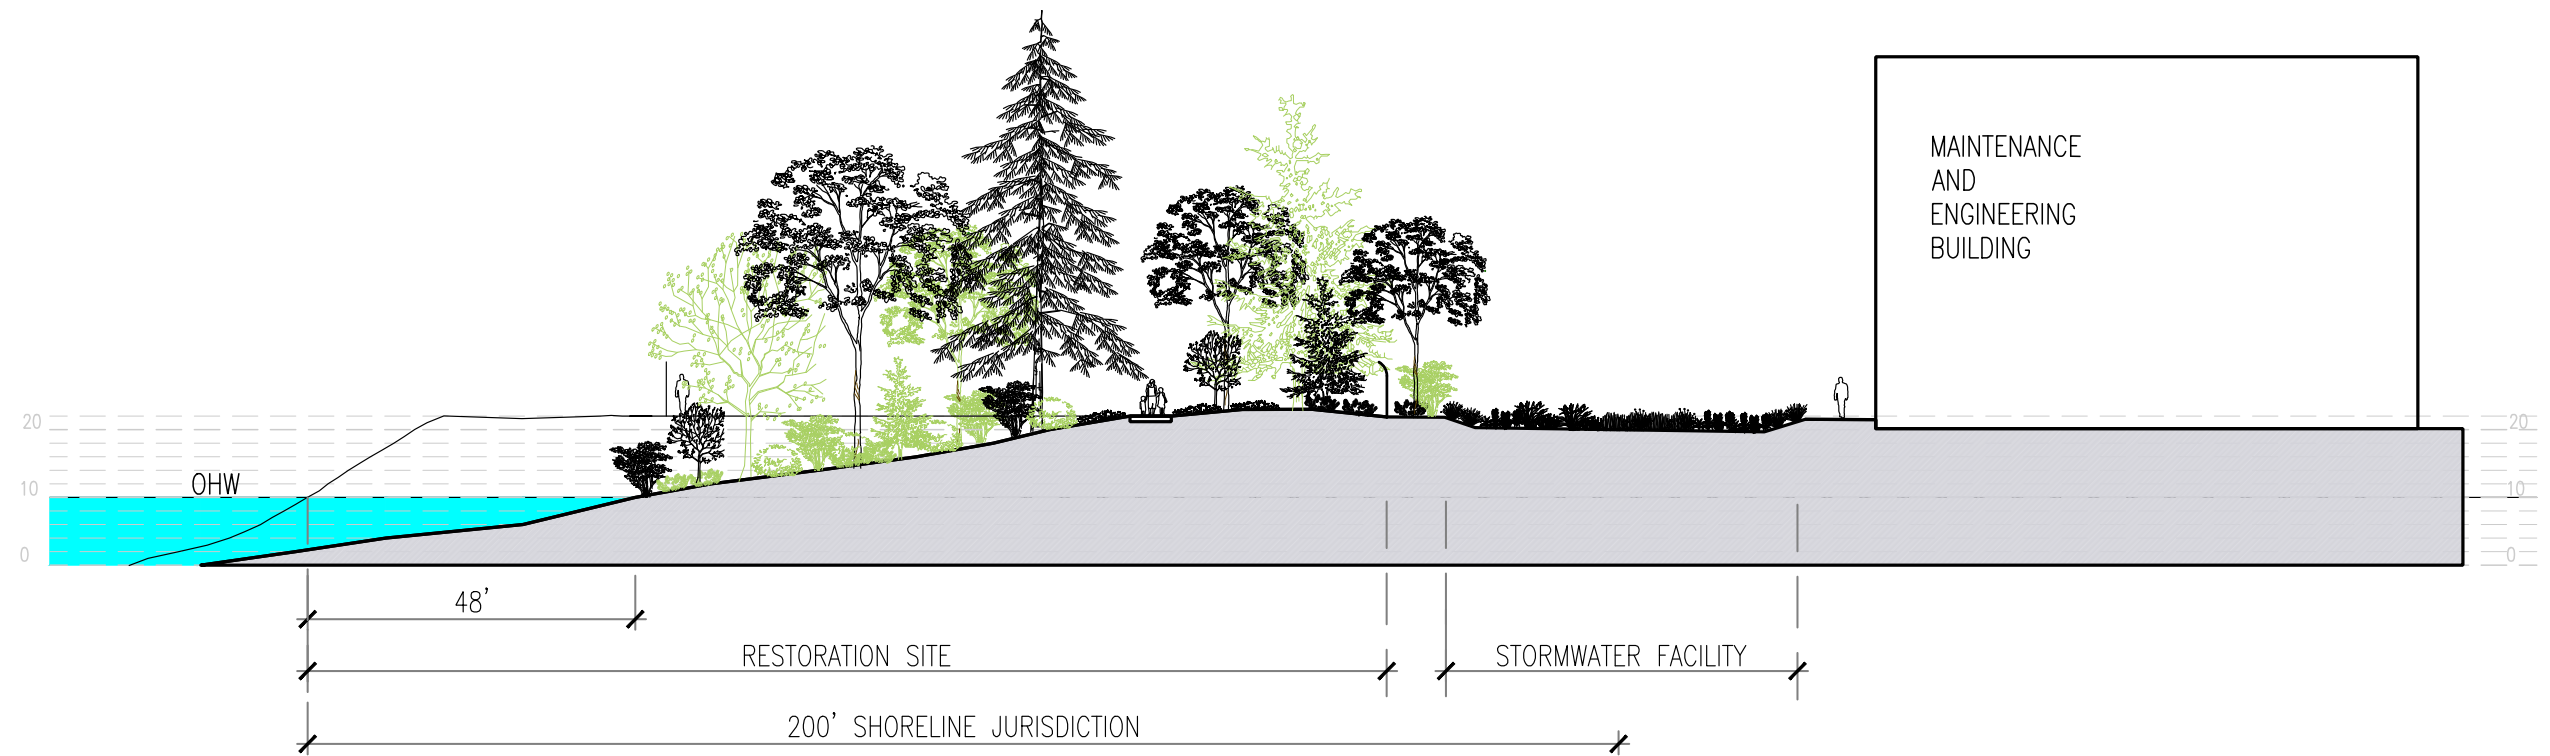 MAINTENANCE
AND
ENGINEERING
BUILDING
20
20
OHW
10
10
0
0
48'
RESTORATION SITE
STORMWATER FACILITY
200' SHORELINE JURISDICTION